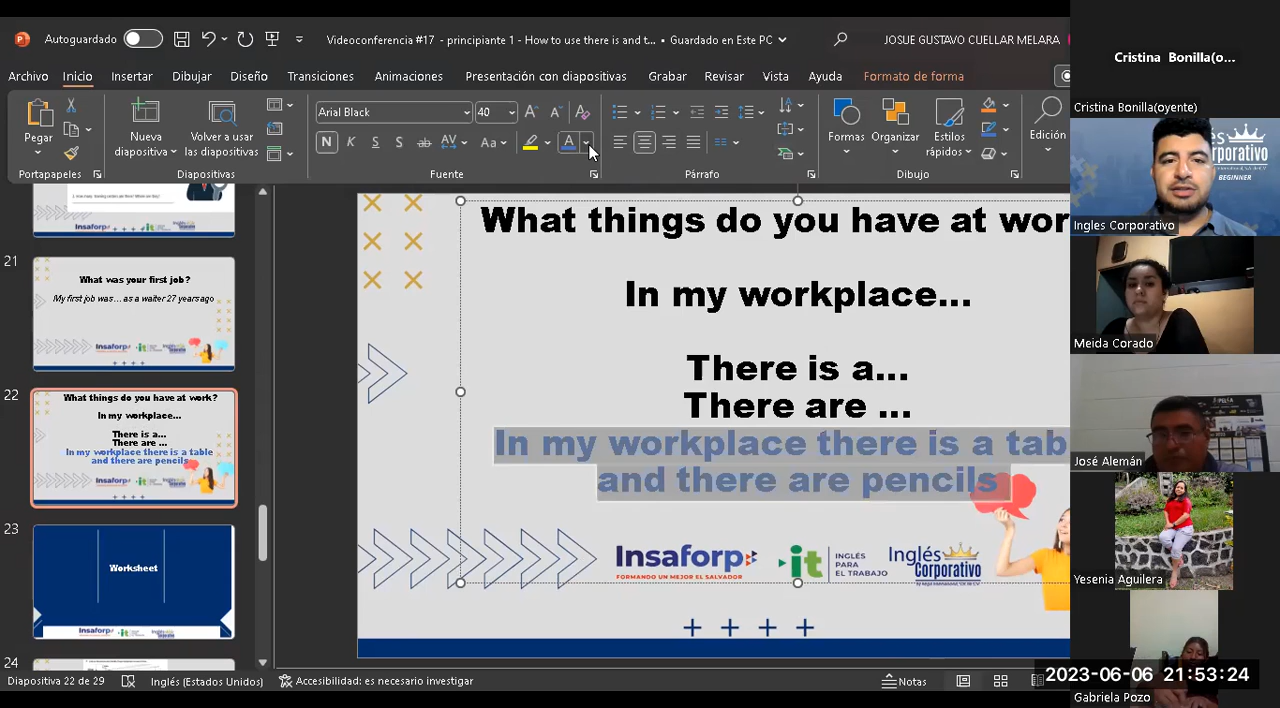 Autoguardado
Videoconferencia #17 - principiante 1 - How to use there is and t... • Guardado en Este PC
JOSUE GUSTAVO CUELLAR MELARA
Archivo Inicio Insertar Dibujar Diseño Transiciones Animaciones Presentación con diapositivas Grabar Revisar Vista Ayuda Formato de forma
Pegar
Nueva diapositiva
Volver a usar las diapositivas
Arial Black 40
N K S S ab AV Aa A
Formas Organizar Estilos rápidos Edición
Portapapeles Diapositivas Fuente Párrafo Dibujo
21
What was your first job?
My first job was... as a waiter 27 years ago
22
What things do you have at work?
In my workplace...
There is a...
There are ...
In my workplace there is a table
and there are pencils
23
Worksheet
24
What things do you have at wor
In my workplace...
There is a...
There are ...
In my workplace there is a tab
and there are pencils
Insaforp
FORMANDO UN MEJOR EL SALVADOR
it
INGLÉS
PARA
EL TRABAJO
Inglés
Corporativo
Diapositiva 22 de 29
Inglés (Estados Unidos)
Accesibilidad: es necesario investigar
Notas
Cristina Bonilla(o...
Cristina Bonilla(oyente)
BEGINNER
Ingles Corporativo
Meida Corado
José Alemán
Yesenia Aguilera
2023-06-06 21:53:24
Gabriela Pozo